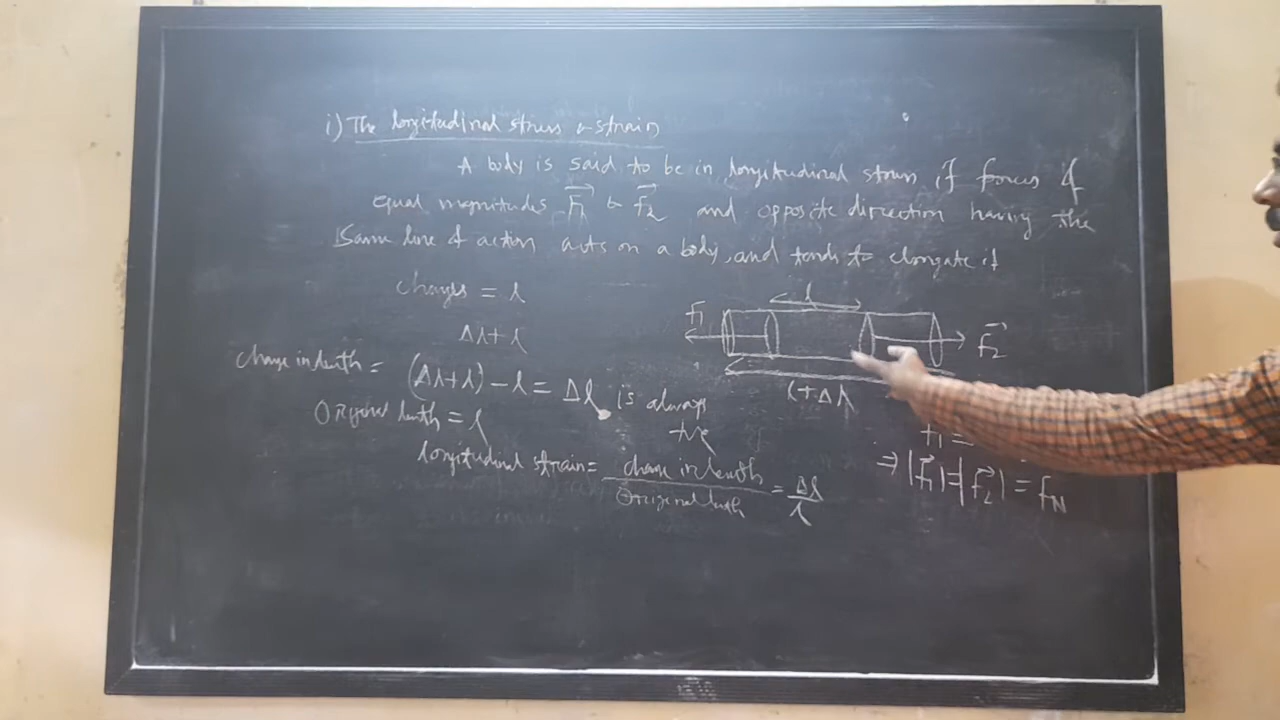 i) The longitudinal stress & strain
A body is said to be in longitudinal stress, if forces of
equal magnitudes F1 & F2 and opposite direction having the
Same line of action acts on a body, and tends to elongate it
changes = l
Δl+l
change in length = (Δl+l) - l = Δl is always
+ve
Original length = l
longitudinal strain = change in length / Original length = Δl / l
F1
l
F2
l+Δl
F1 =
⇒ |F1| = |F2| = FN